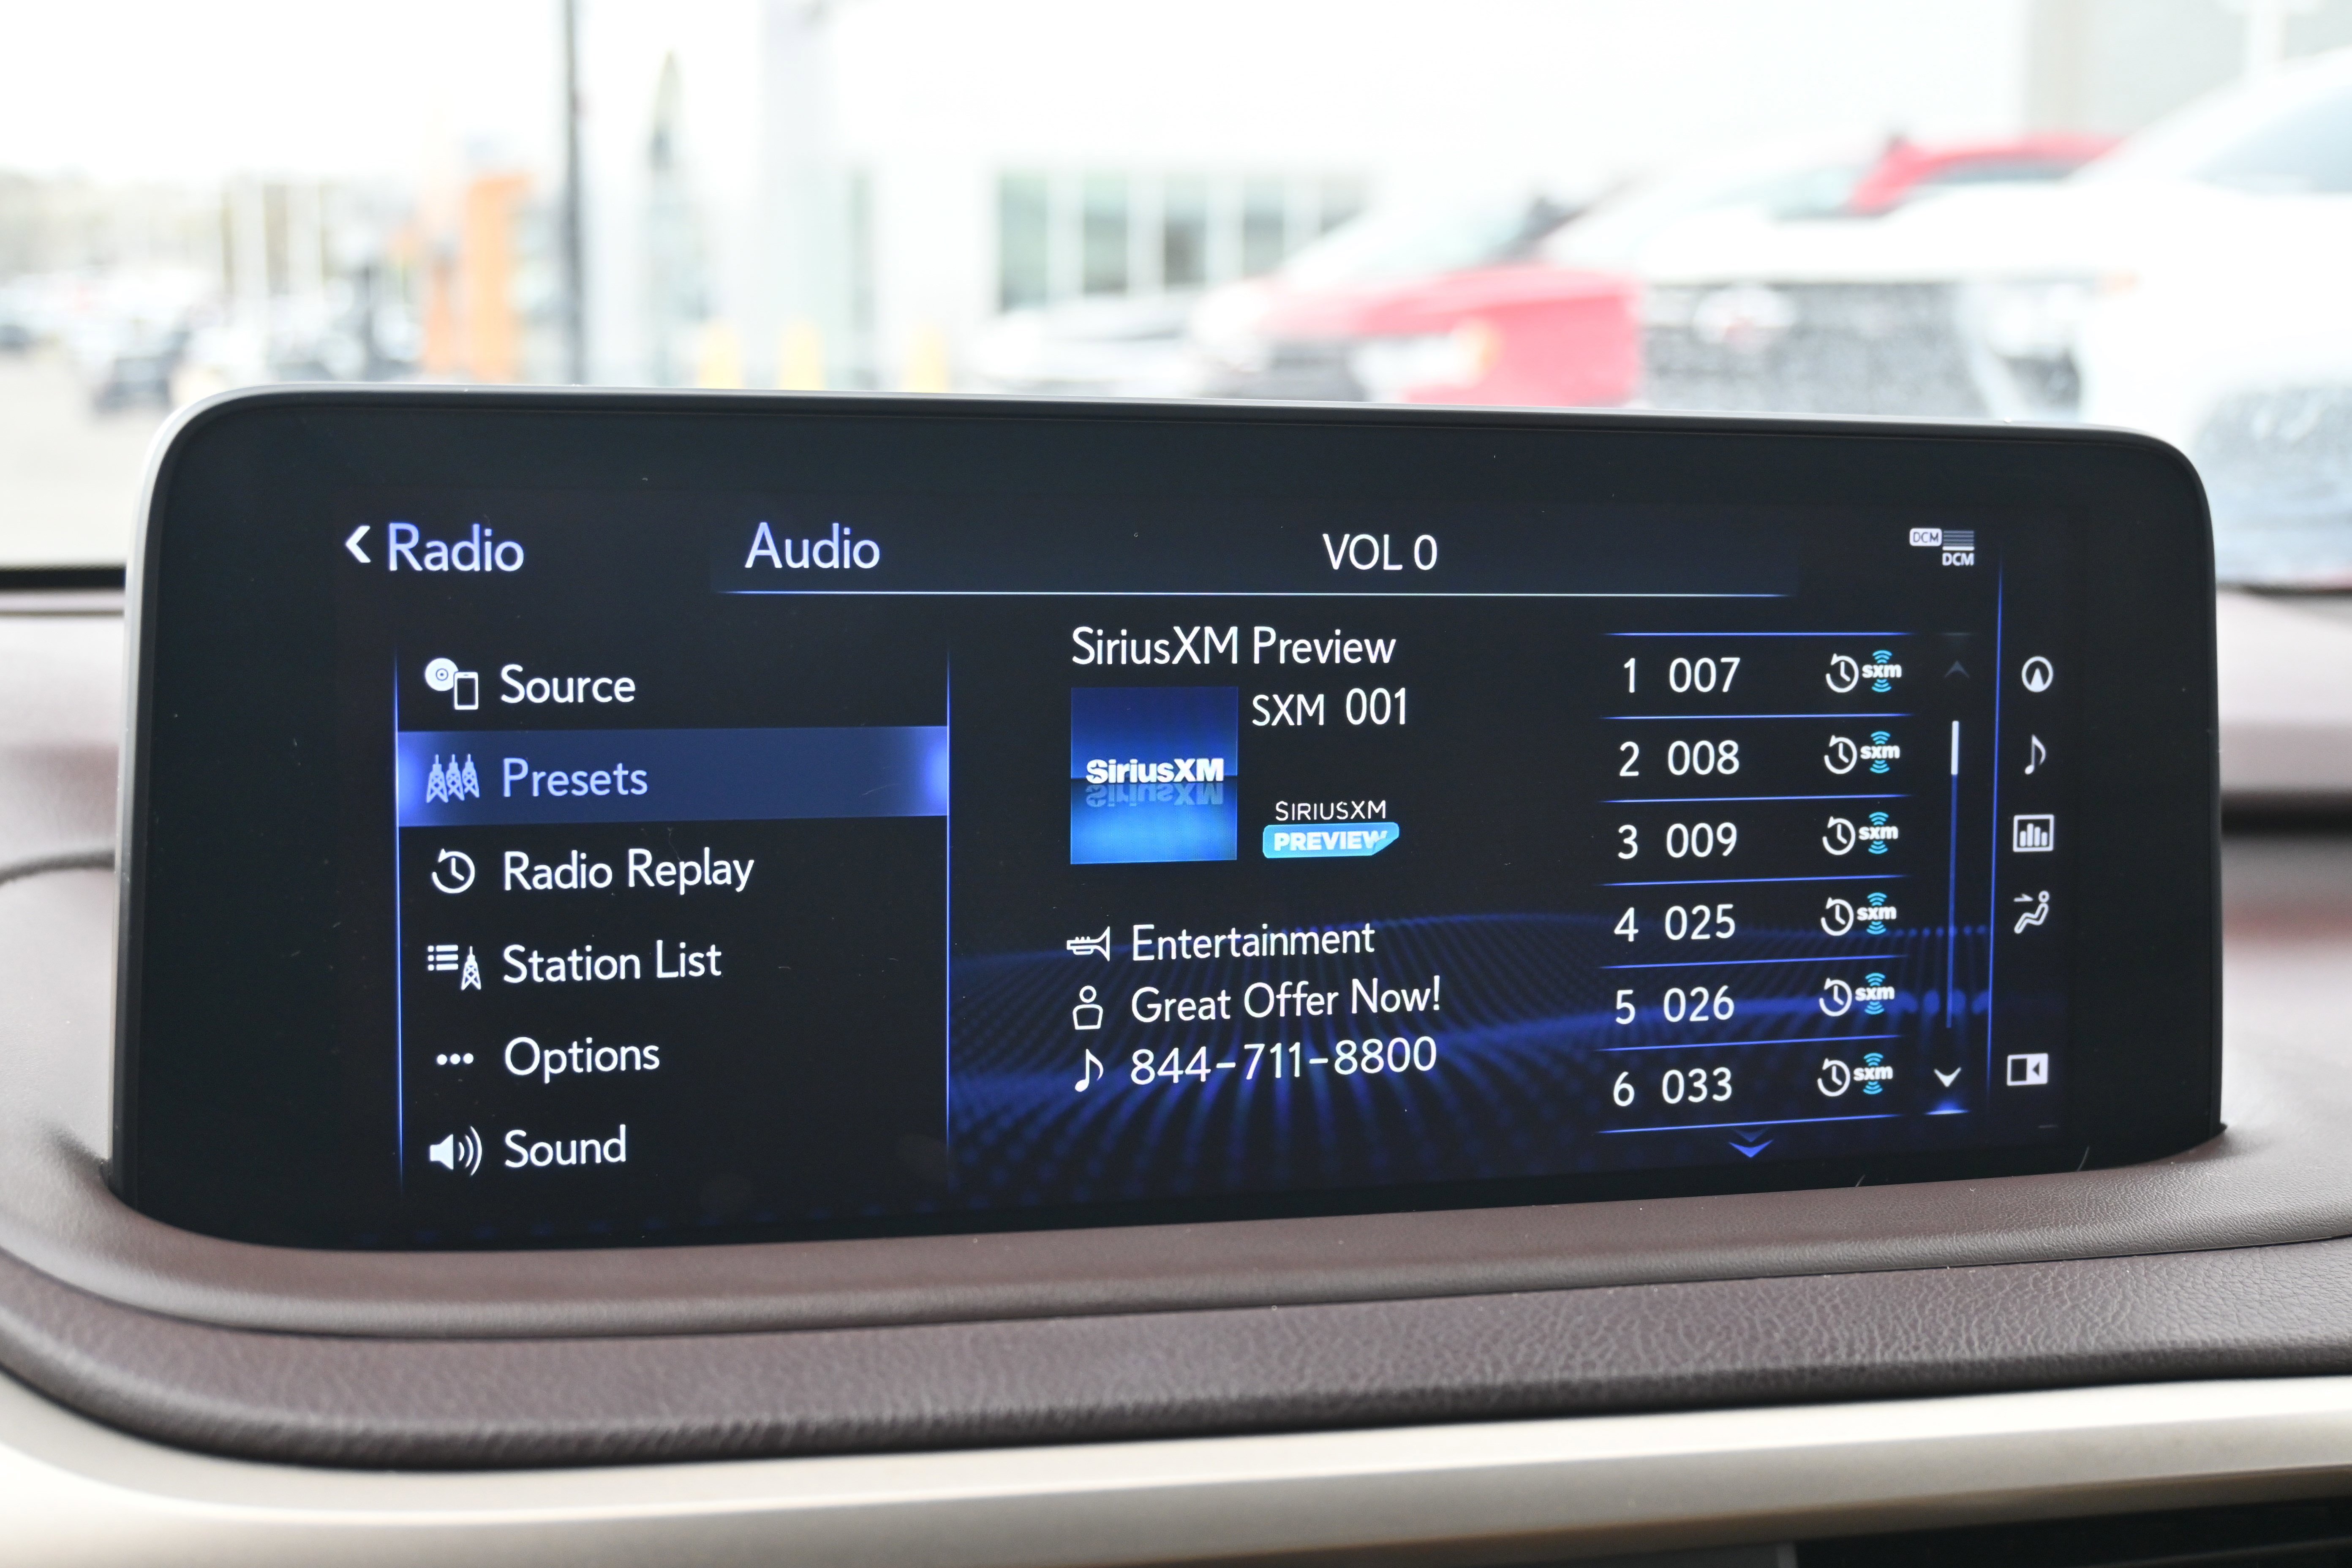 Radio
Audio
VOL 0
DCM
DCM
Source
Presets
Radio Replay
Station List
Options
Sound
SiriusXM Preview
SXM 001
SiriusXM
SIRIUSXM
PREVIEW
Entertainment
Great Offer Now!
844-711-8800
1 007 sxm
2 008 sxm
3 009 sxm
4 025 sxm
5 026 sxm
6 033 sxm